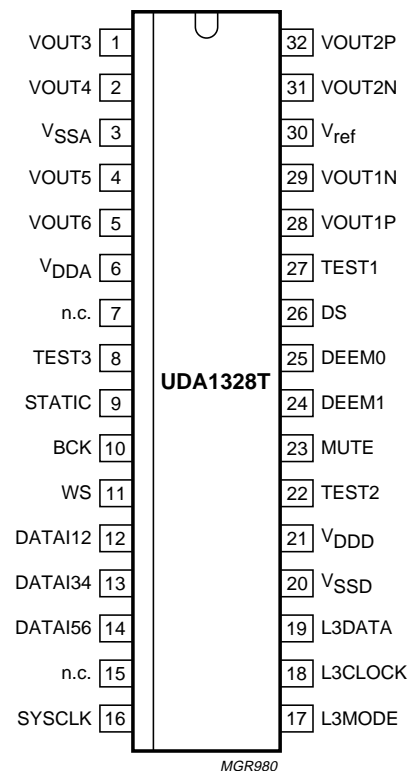 VOUT3 1
VOUT4 2
VSSA 3
VOUT5 4
VOUT6 5
VDDA 6
n.c. 7
TEST3 8
STATIC 9
BCK 10
WS 11
DATAI12 12
DATAI34 13
DATAI56 14
n.c. 15
SYSCLK 16
UDA1328T
32 VOUT2P
31 VOUT2N
30 Vref
29 VOUT1N
28 VOUT1P
27 TEST1
26 DS
25 DEEM0
24 DEEM1
23 MUTE
22 TEST2
21 VDDD
20 VSSD
19 L3DATA
18 L3CLOCK
17 L3MODE
MGR980